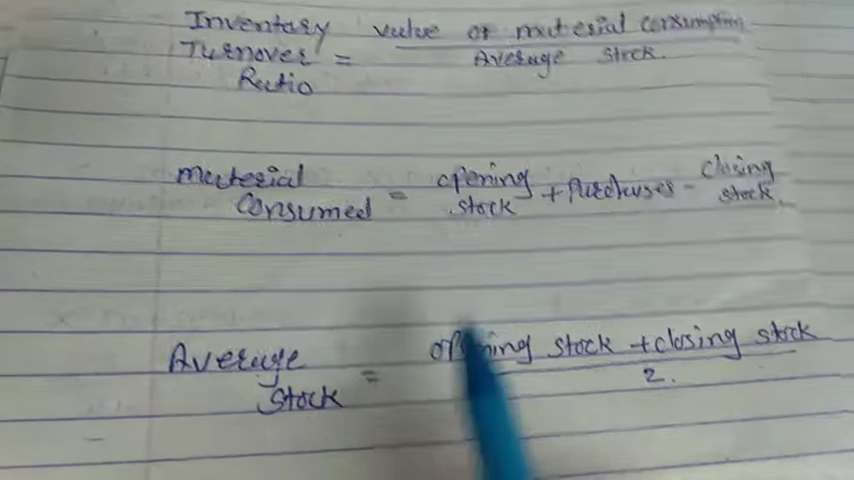 Inventory value of material consumption
Turnover = Average Stock.
Ratio
material opening closing
consumed = stock + Purchases - stock.
Average opening stock + closing stock
Stock = 2.